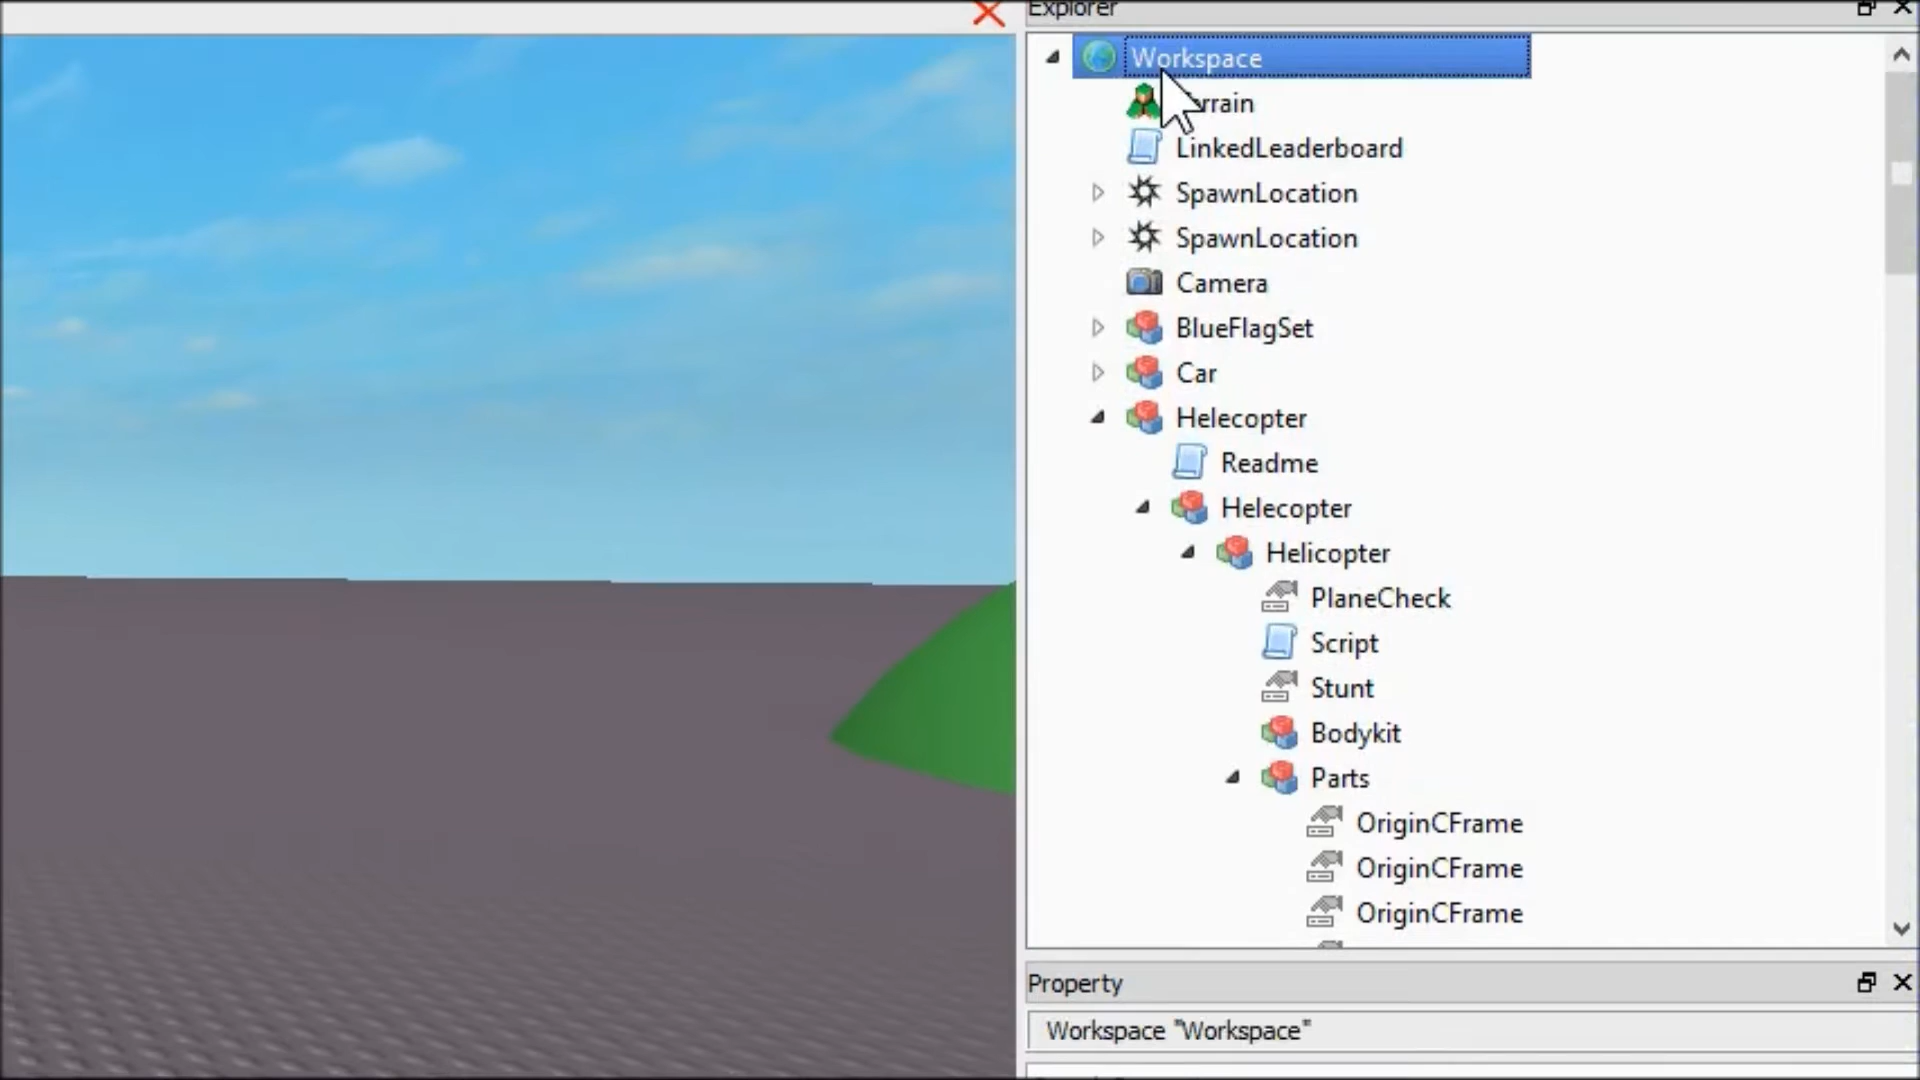 Explorer
Workspace
rrain
LinkedLeaderboard
SpawnLocation
SpawnLocation
Camera
BlueFlagSet
Car
Helecopter
Readme
Helecopter
Helicopter
PlaneCheck
Script
Stunt
Bodykit
Parts
OriginCFrame
OriginCFrame
OriginCFrame
Property
Workspace "Workspace"